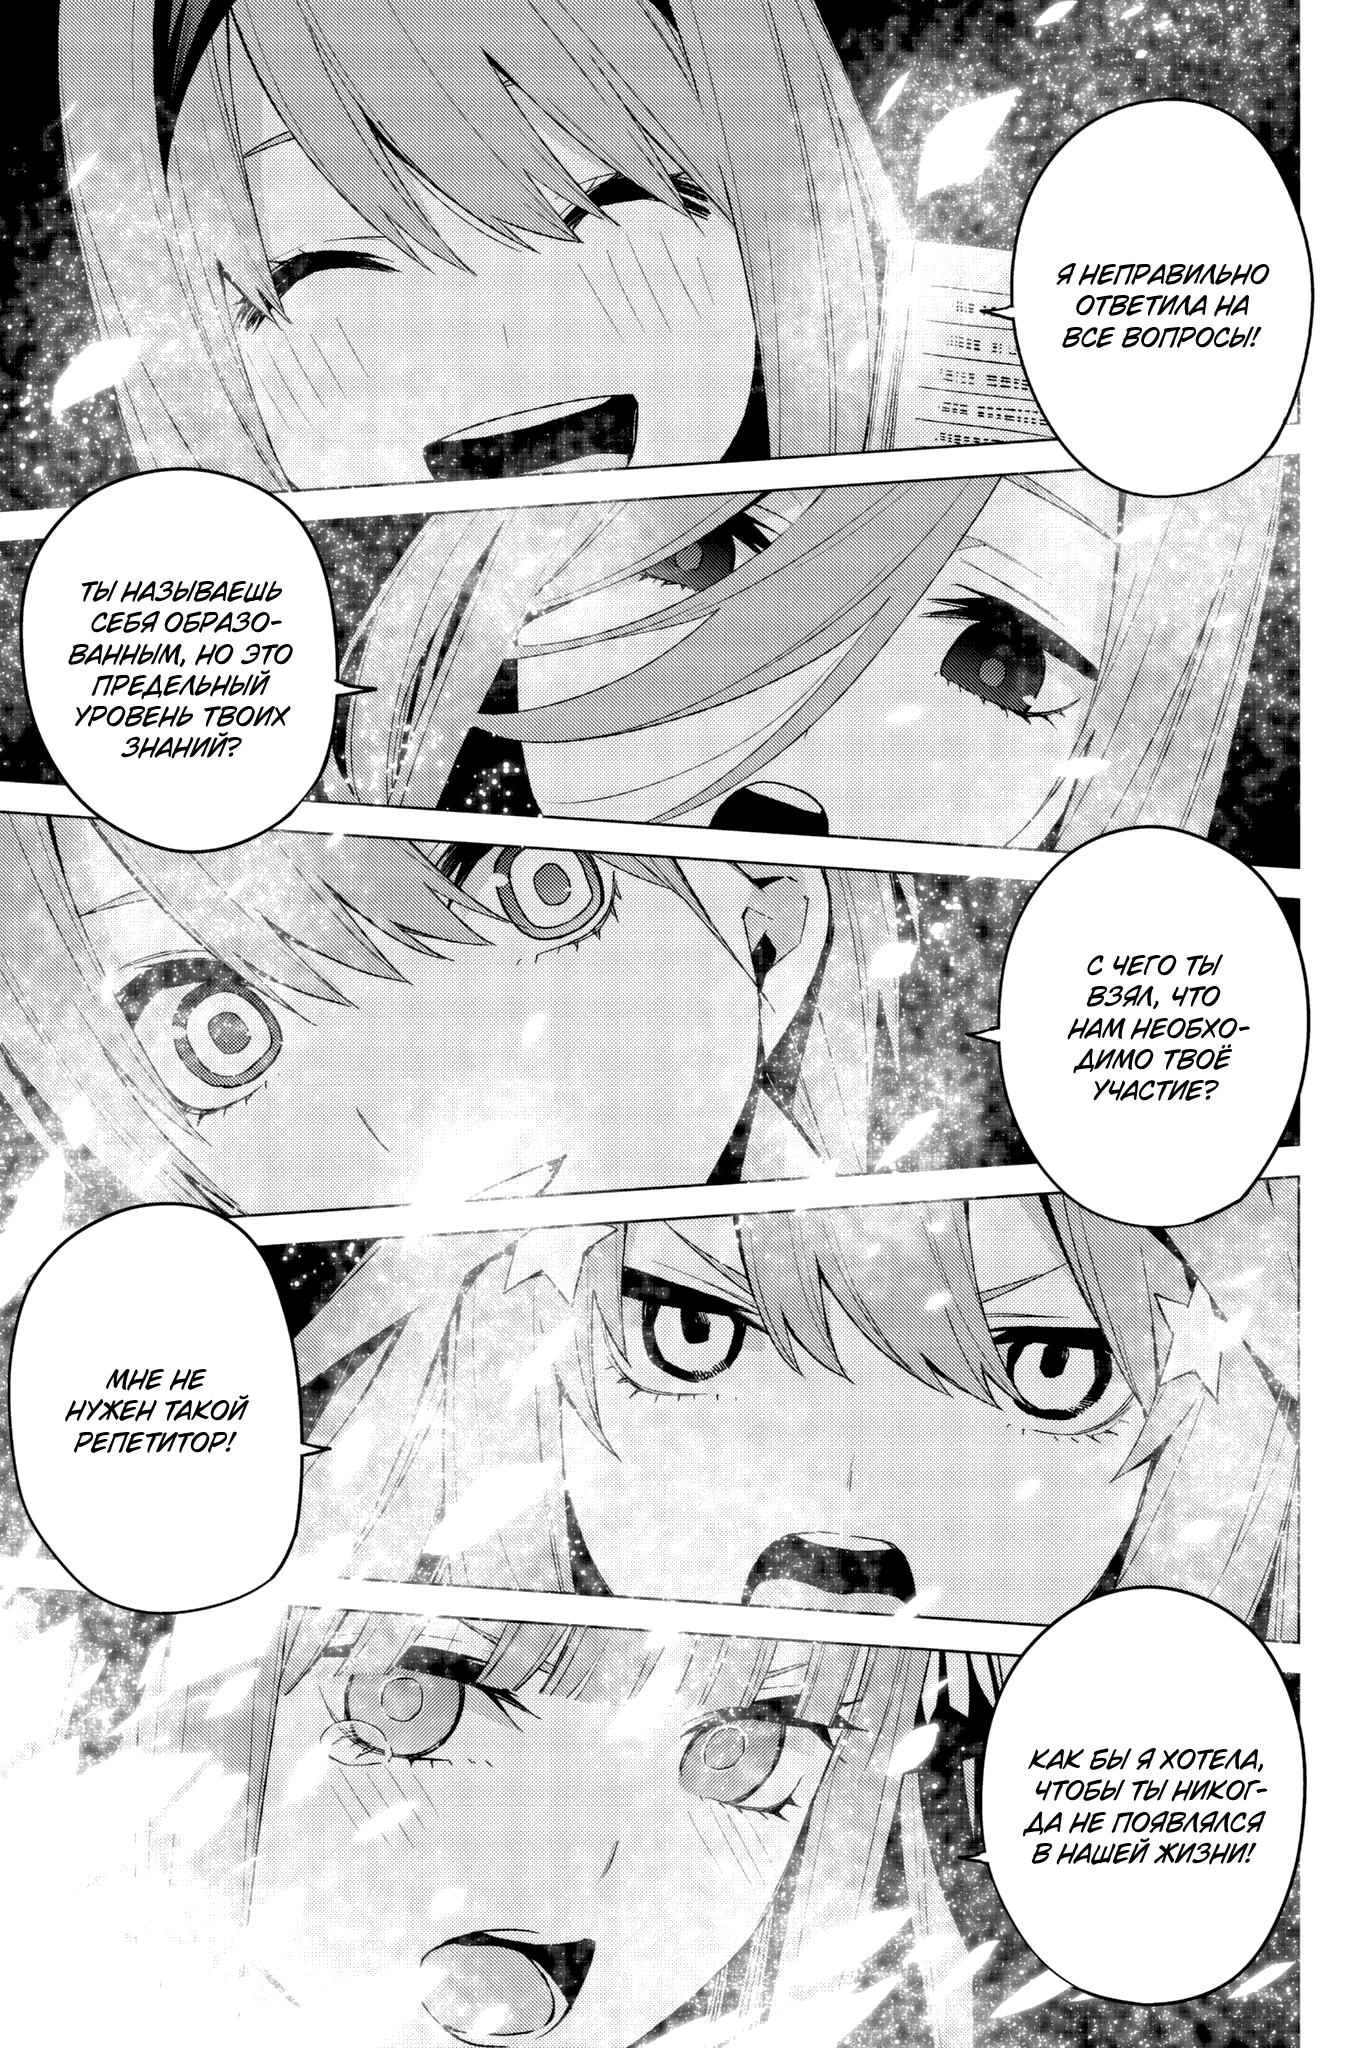 Я НЕПРАВИЛЬНО
ОТВЕТИЛА НА
ВСЕ ВОПРОСЫ!
ТЫ НАЗЫВАЕШЬ
СЕБЯ ОБРАЗО-
ВАННЫМ, НО ЭТО
ПРЕДЕЛЬНЫЙ
УРОВЕНЬ ТВОИХ
ЗНАНИЙ?
С ЧЕГО ТЫ
ВЗЯЛ, ЧТО
НАМ НЕОБХО-
ДИМО ТВОЁ
УЧАСТИЕ?
МНЕ НЕ
НУЖЕН ТАКОЙ
РЕПЕТИТОР!
КАК БЫ Я ХОТЕЛА,
ЧТОБЫ ТЫ НИКОГ-
ДА НЕ ПОЯВЛЯЛСЯ
В НАШЕЙ ЖИЗНИ!